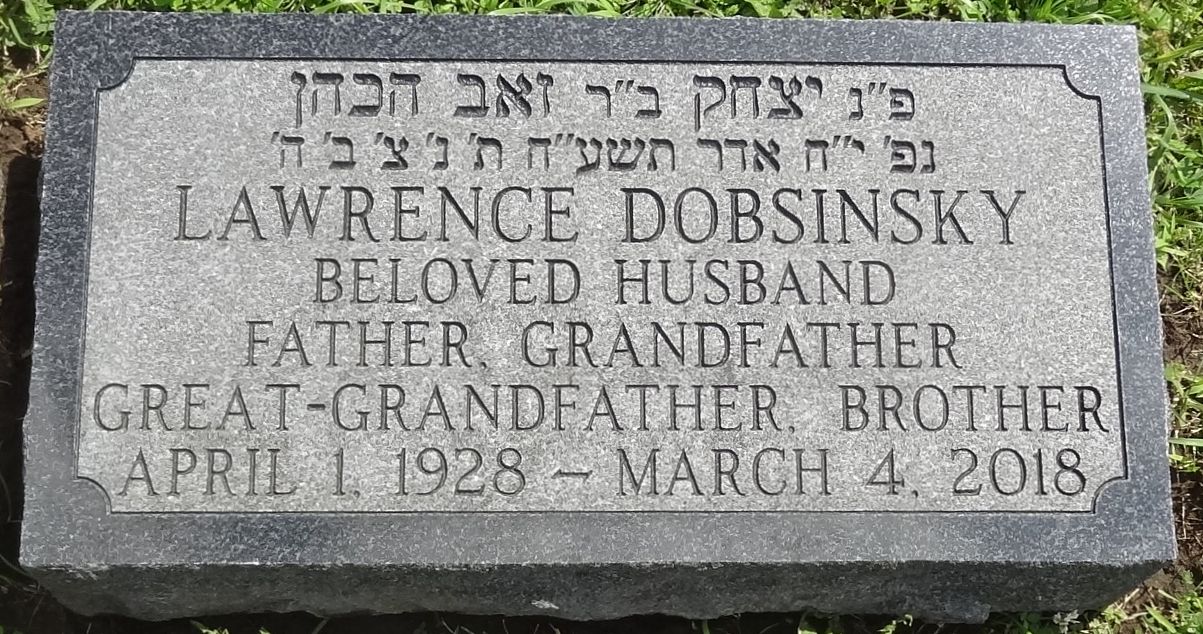 פ״נ יצחק ב״ר זאב הכהן
נפ׳ י״ח אדר תשע״ח ת׳ נ׳ צ׳ ב׳ ה׳
LAWRENCE DOBSINSKY
BELOVED HUSBAND
FATHER, GRANDFATHER
GREAT-GRANDFATHER, BROTHER
APRIL 1, 1928 – MARCH 4, 2018